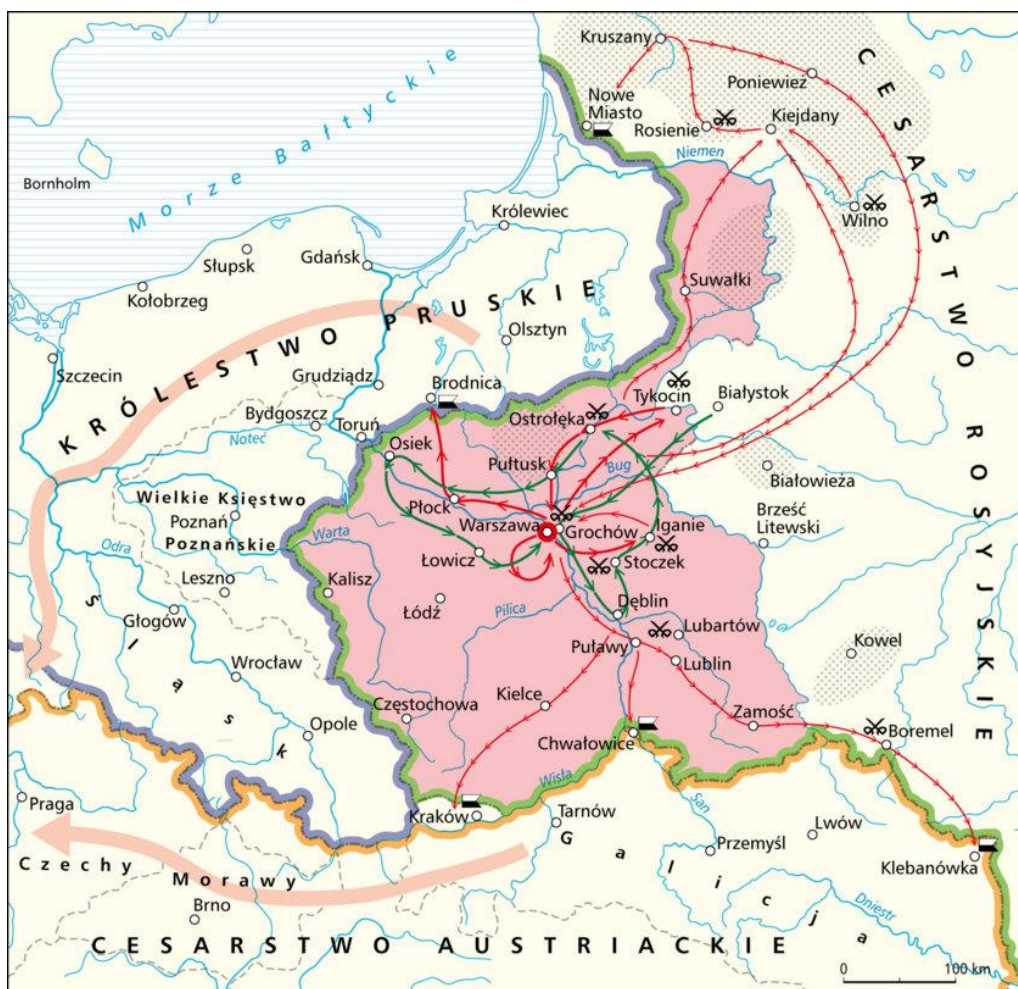 Kruszany
Poniewież
Nowe
Miasto
Rosienie
Kiejdany
CESARSTWO ROSYJSKIE
Niemen
Wilno
Morze Bałtyckie
Bornholm
Królewiec
Słupsk
Gdańsk
Kołobrzeg
Suwałki
KRÓLESTWO PRUSKIE
Olsztyn
Szczecin
Grudziądz
Brodnica
Tykocin
Białystok
Bydgoszcz
Toruń
Ostrołęka
Noteć
Osiek
Pułtusk
Bug
Białowieża
Wielkie Księstwo
Poznań
Poznańskie
Płock
Warszawa
Grochów
Iganie
Brześć
Litewski
Warta
Odra
Łowicz
Stoczek
Leszno
Kalisz
Łódź
Pilica
Dęblin
Głogów
Lubartów
Puławy
Kowel
Śląsk
Wrocław
Lublin
Kielce
Częstochowa
Zamość
Opole
Chwałowice
Boremel
Wisła
San
Praga
Kraków
Tarnów
Galicja
Lwów
Przemyśl
Klebanówka
Czechy
Morawy
Dniestr
Brno
CESARSTWO AUSTRIACKIE
0 100 km